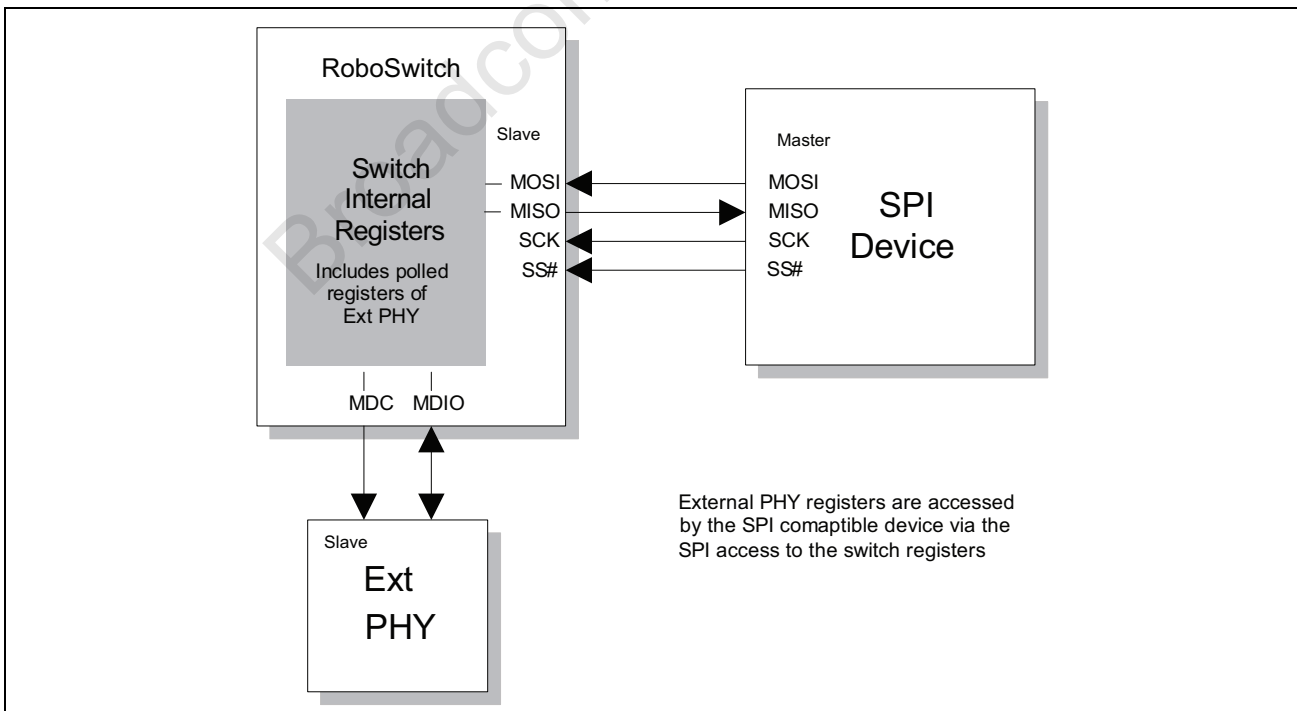 RoboSwitch
Slave
Switch
Internal
Registers
Includes polled
registers of
Ext PHY
MOSI
MISO
SCK
SS#
MDC MDIO
Master
MOSI
MISO
SCK
SS#
SPI
Device
Slave
Ext
PHY
External PHY registers are accessed
by the SPI comaptible device via the
SPI access to the switch registers